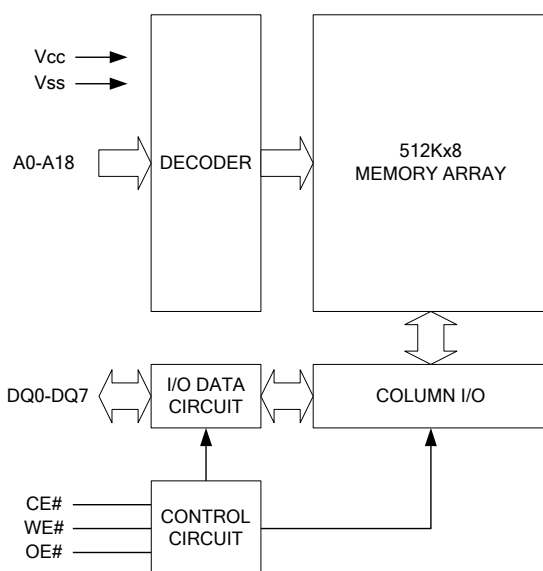 Vcc
Vss
A0-A18
DECODER
512Kx8
MEMORY ARRAY
DQ0-DQ7
I/O DATA
CIRCUIT
COLUMN I/O
CE#
WE#
OE#
CONTROL
CIRCUIT